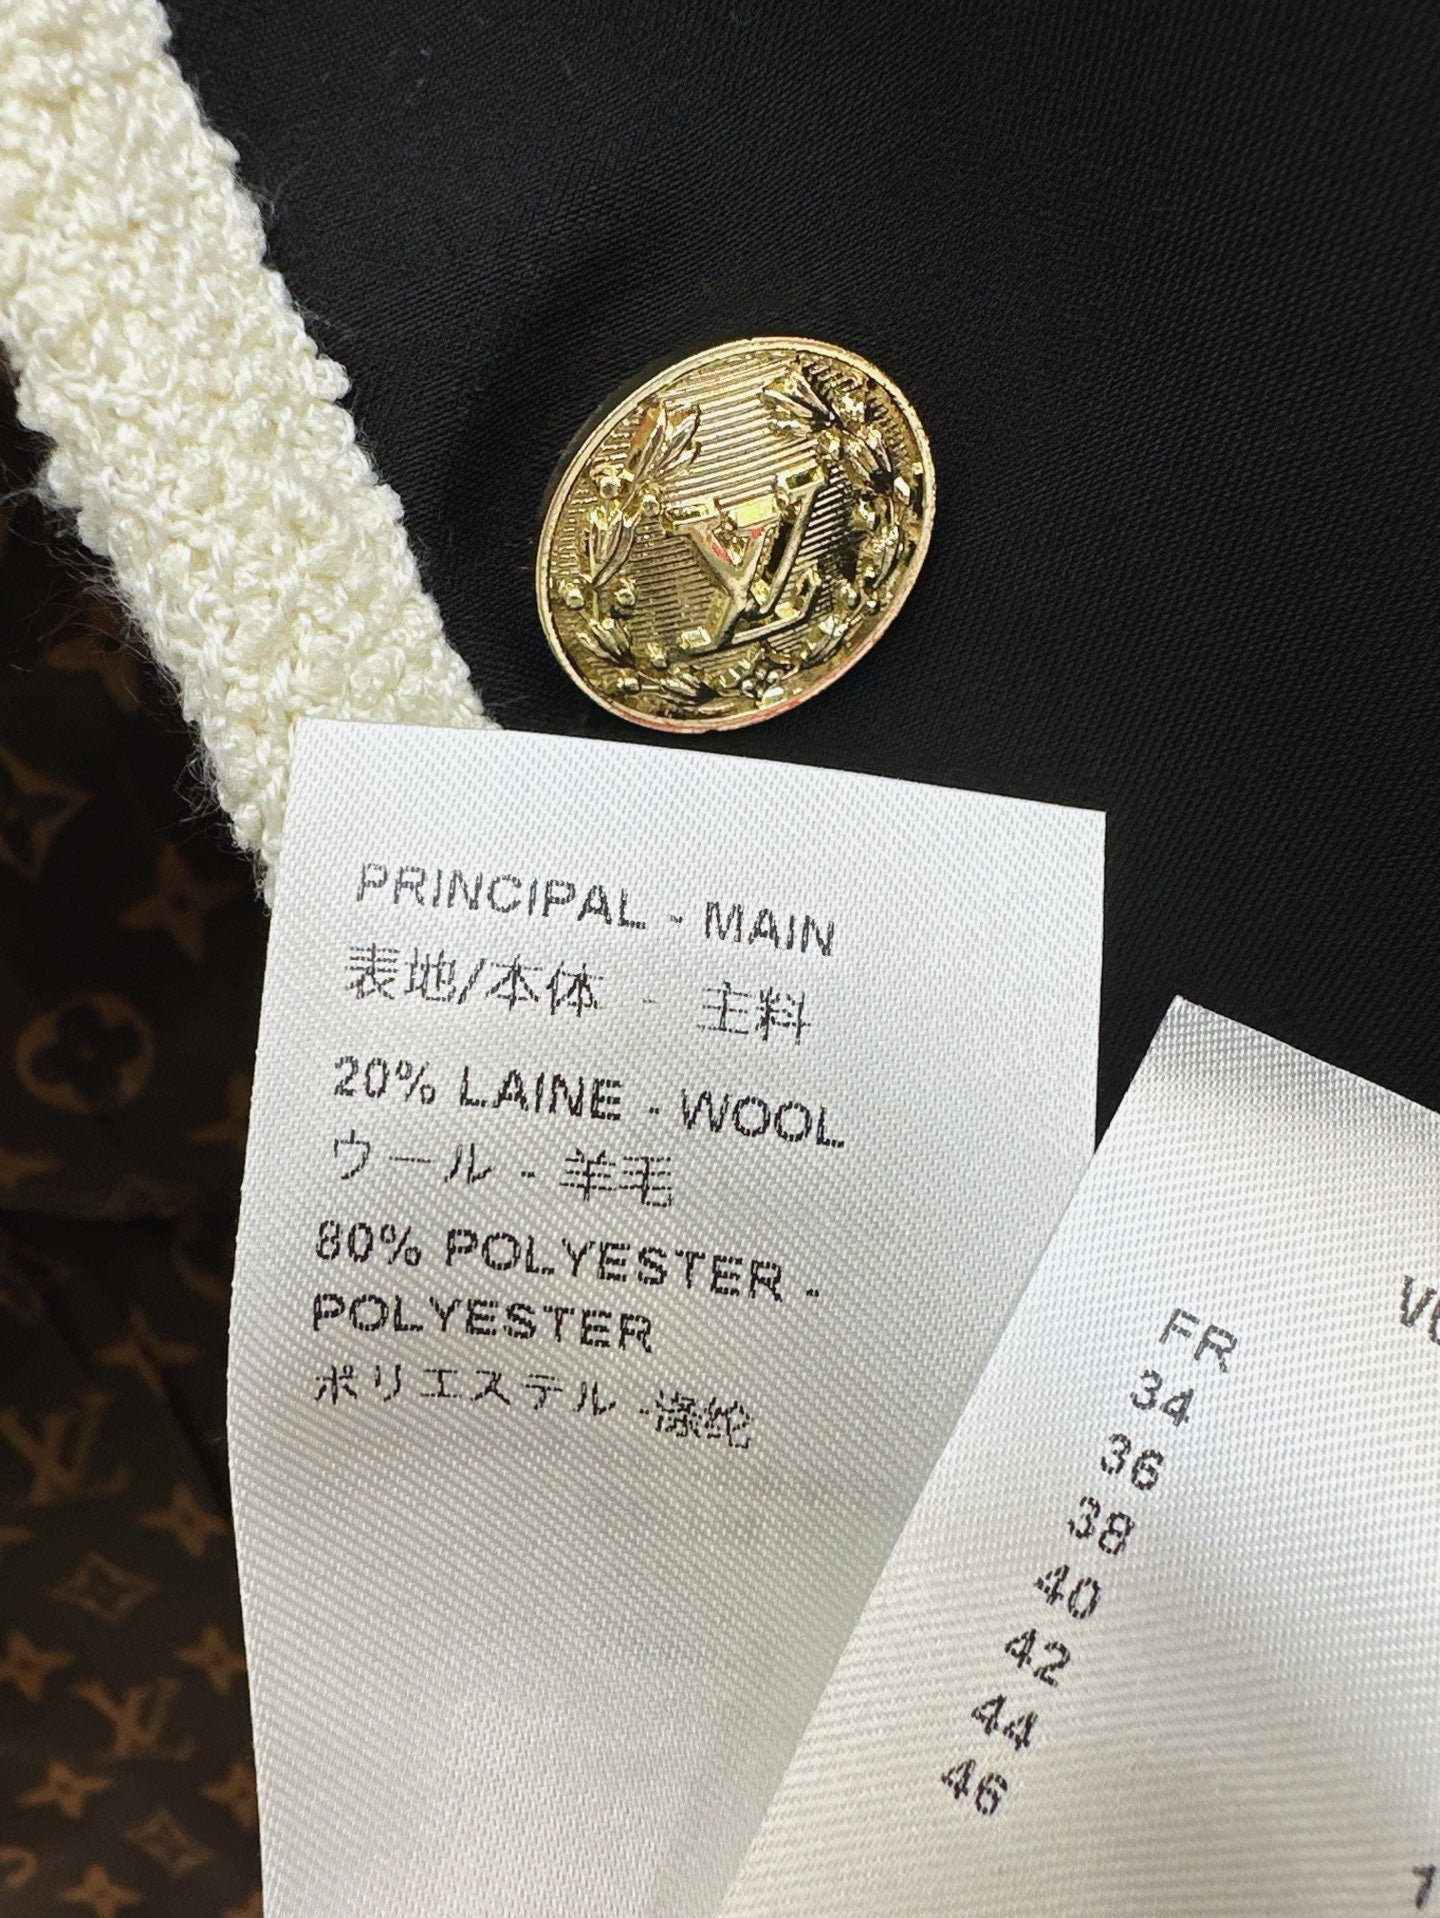 LV
PRINCIPAL - MAIN
表地/本体 - 主料
20% LAINE - WOOL
ウール - 羊毛
80% POLYESTER -
POLYESTER
ポリエステル -涤纶
FR
34
36
38
40
42
44
46